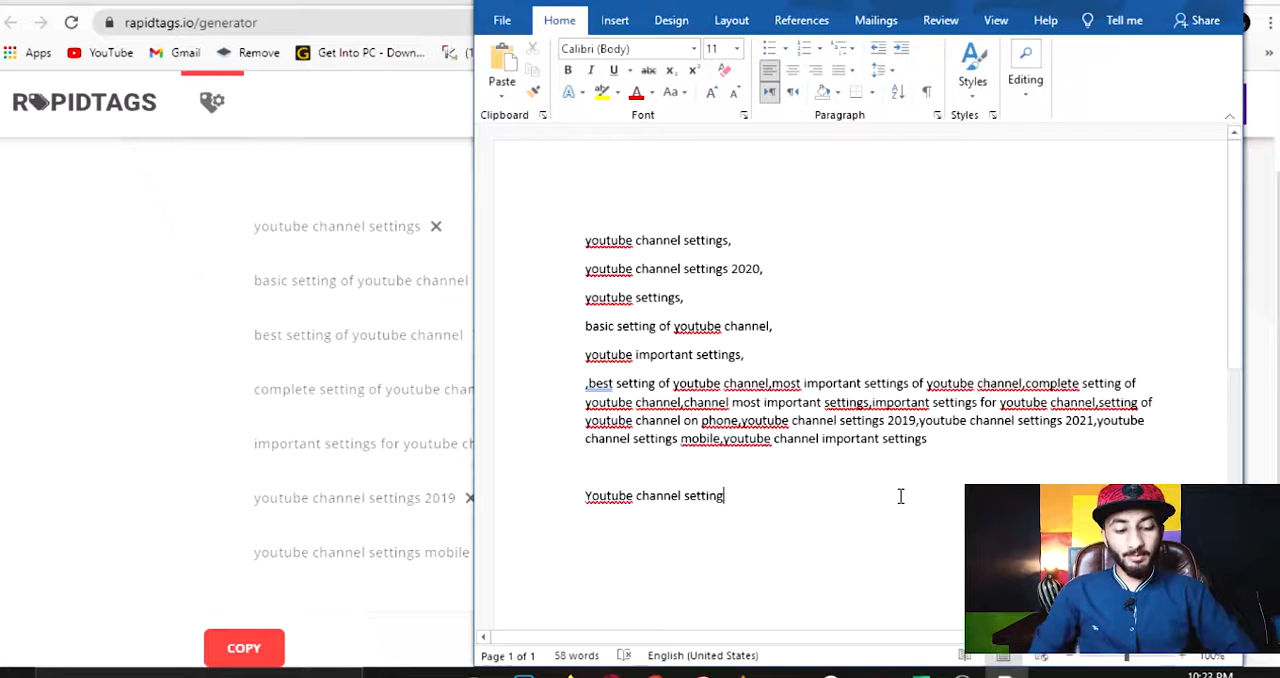 rapidtags.io/generator
Apps YouTube Gmail Remove Get Into PC - Down...
RAPIDTAGS
youtube channel settings
basic setting of youtube channel
best setting of youtube channel
complete setting of youtube chan
important settings for youtube ch
youtube channel settings 2019
youtube channel settings mobile
COPY
File Home Insert Design Layout References Mailings Review View Help Tell me Share
Calibri (Body) 11
Paste
Styles
Editing
Clipboard Font Paragraph Styles
youtube channel settings,
youtube channel settings 2020,
youtube settings,
basic setting of youtube channel,
youtube important settings,
,best setting of youtube channel,most important settings of youtube channel,complete setting of
youtube channel,channel most important settings,important settings for youtube channel,setting of
youtube channel on phone,youtube channel settings 2019,youtube channel settings 2021,youtube
channel settings mobile,youtube channel important settings
Youtube channel setting
Page 1 of 1 58 words English (United States) 100%
10:23 PM